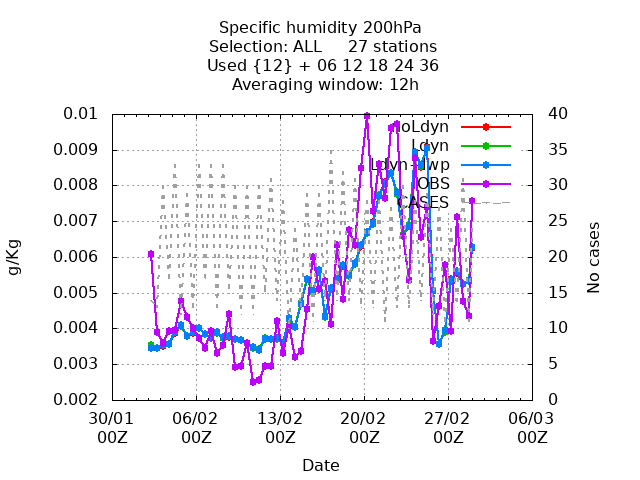 Specific humidity 200hPa
Selection: ALL     27 stations
Used {12} + 06 12 18 24 36
Averaging window: 12h
0.01
0.009
0.008
0.007
0.006
0.005
0.004
0.003
0.002
g/Kg
40
35
30
25
20
15
10
5
0
No cases
NoLdyn
Ldyn
OBS
CASES
30/01 00Z
06/02 00Z
13/02 00Z
20/02 00Z
27/02 00Z
06/03 00Z
Date